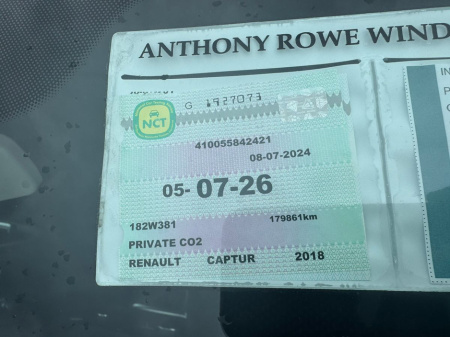 ANTHONY ROWE WIND
IN
NCT
G 1927073
410055842421
08-07-2024
05-07-26
182W381 179861km
PRIVATE CO2
RENAULT CAPTUR 2018